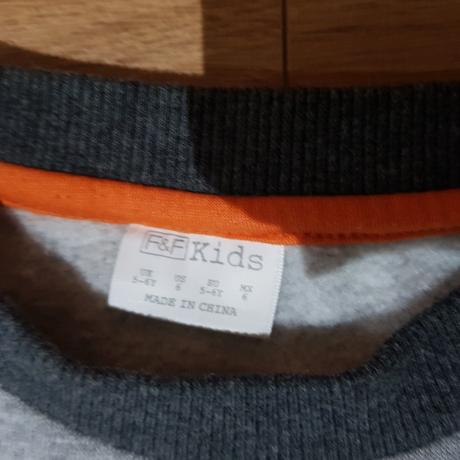 F&F Kids
UK US EU MX
5-6Y 6 5-6Y 6
MADE IN CHINA